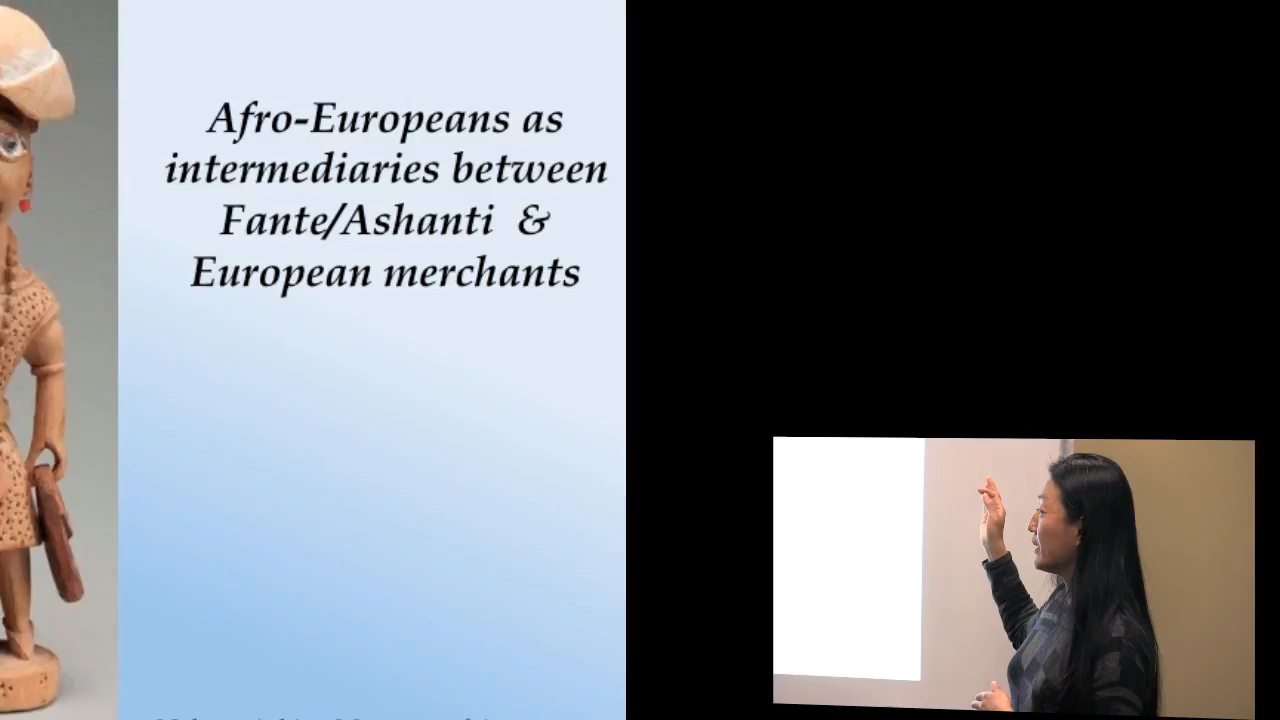 Afro-Europeans as
intermediaries between
Fante/Ashanti &
European merchants